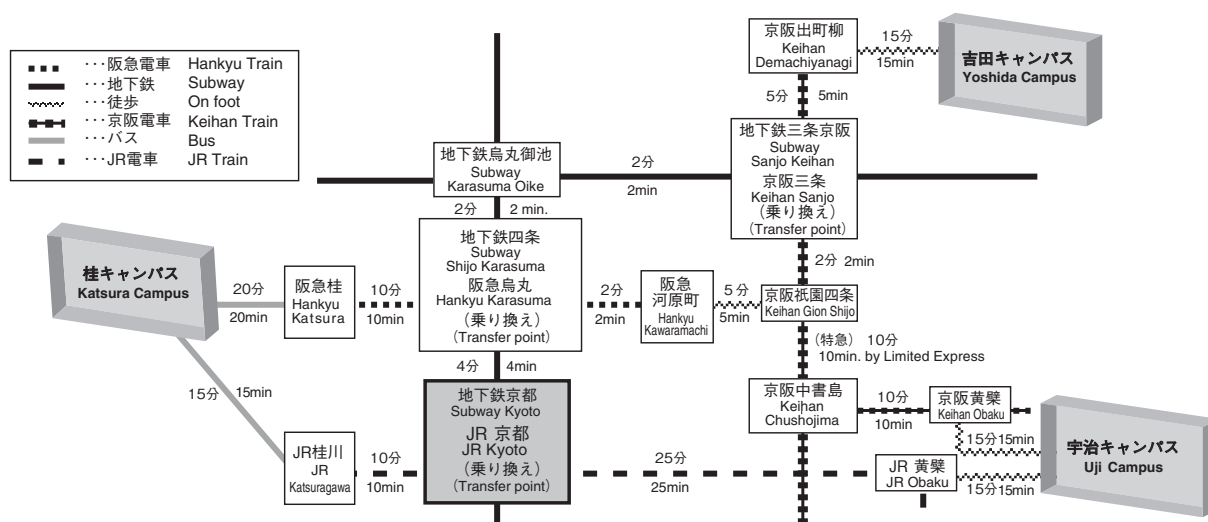 ･･･阪急電車 Hankyu Train
･･･地下鉄 Subway
･･･徒歩 On foot
･･･京阪電車 Keihan Train
･･･バス Bus
･･･JR電車 JR Train
京阪出町柳
Keihan
Demachiyanagi
15分
15min
吉田キャンパス
Yoshida Campus
5分 5min
地下鉄烏丸御池
Subway
Karasuma Oike
2分
2min
地下鉄三条京阪
Subway
Sanjo Keihan
京阪三条
Keihan Sanjo
(乗り換え)
(Transfer point)
2分 2 min.
桂キャンパス
Katsura Campus
20分
20min
阪急桂
Hankyu
Katsura
10分
10min
地下鉄四条
Subway
Shijo Karasuma
阪急烏丸
Hankyu Karasuma
(乗り換え)
(Transfer point)
2分
2min
阪急
河原町
Hankyu
Kawaramachi
5分
5min
2分 2min
京阪祇園四条
Keihan Gion Shijo
(特急) 10分
10min. by Limited Express
4分 4min
15分 15min
地下鉄京都
Subway Kyoto
JR 京都
JR Kyoto
(乗り換え)
(Transfer point)
京阪中書島
Keihan
Chushojima
10分
10min
京阪黄檗
Keihan Obaku
15分15min
宇治キャンパス
Uji Campus
JR桂川
JR
Katsuragawa
10分
10min
25分
25min
JR 黄檗
JR Obaku
15分15min